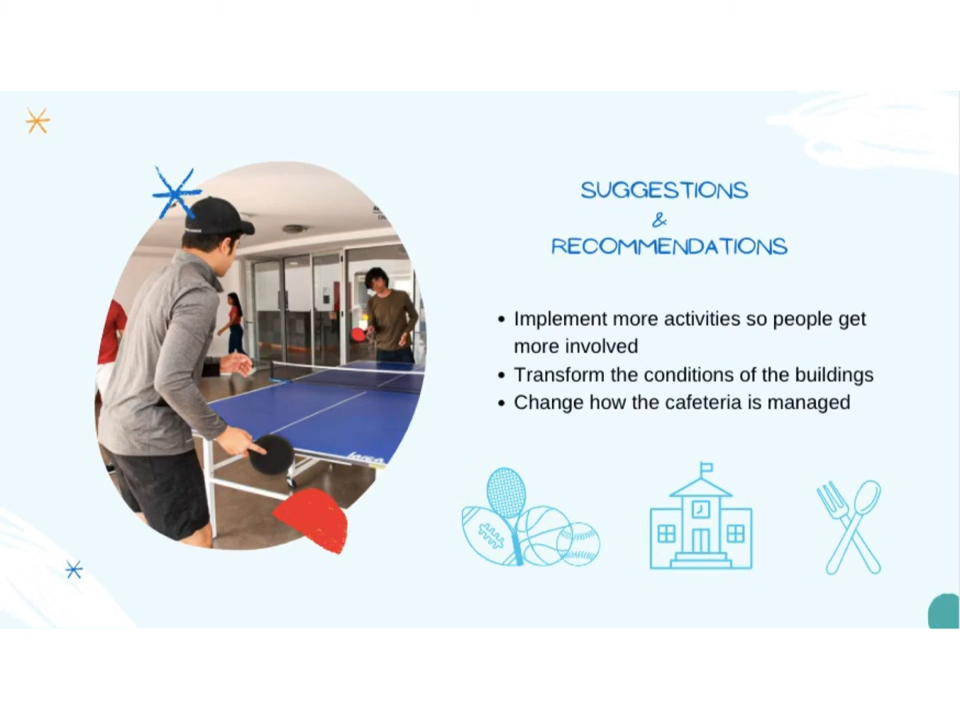 SUGGESTIONS
&
RECOMMENDATIONS
• Implement more activities so people get
more involved
• Transform the conditions of the buildings
• Change how the cafeteria is managed